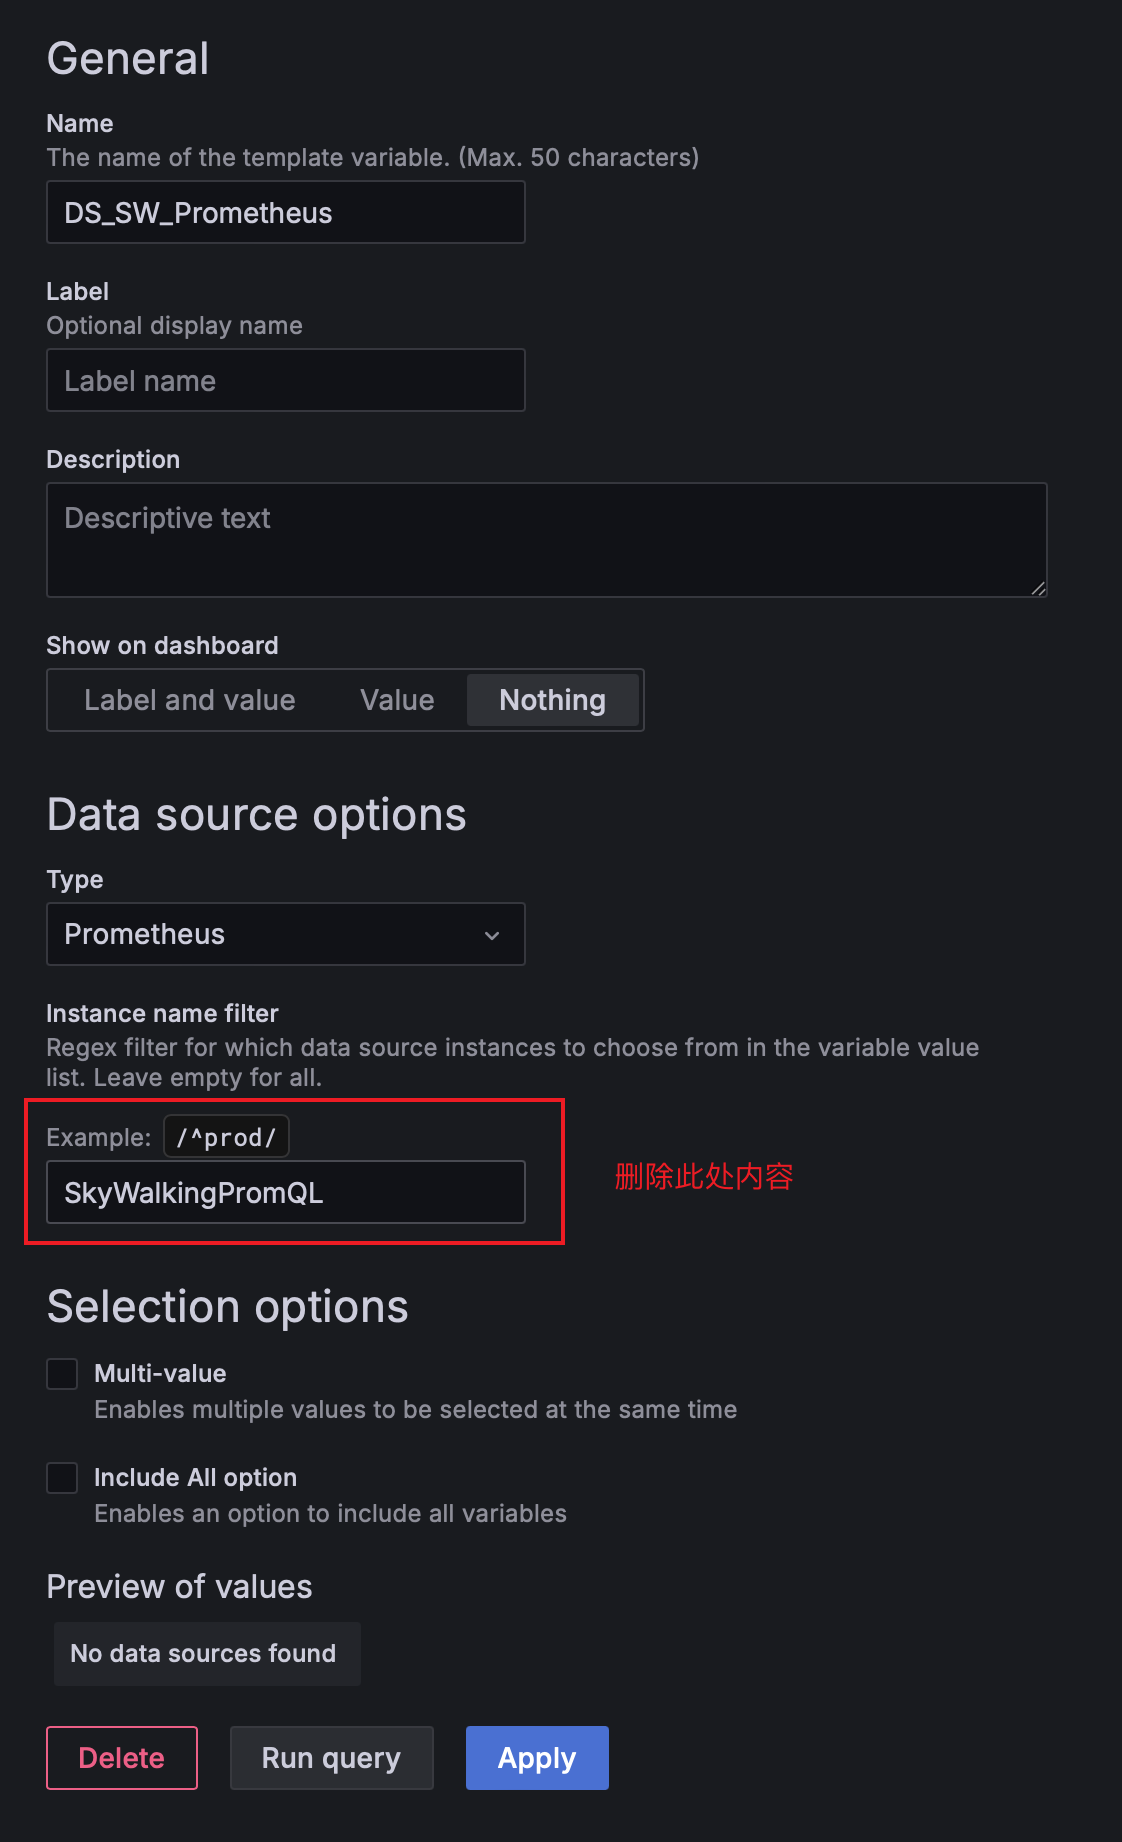 General
Name
The name of the template variable. (Max. 50 characters)
DS_SW_Prometheus
Label
Optional display name
Label name
Description
Descriptive text
Show on dashboard
Label and value Value Nothing
Data source options
Type
Prometheus
Instance name filter
Regex filter for which data source instances to choose from in the variable value
list. Leave empty for all.
Example: /^prod/
SkyWalkingPromQL
删除此处内容
Selection options
Multi-value
Enables multiple values to be selected at the same time
Include All option
Enables an option to include all variables
Preview of values
No data sources found
Delete Run query Apply